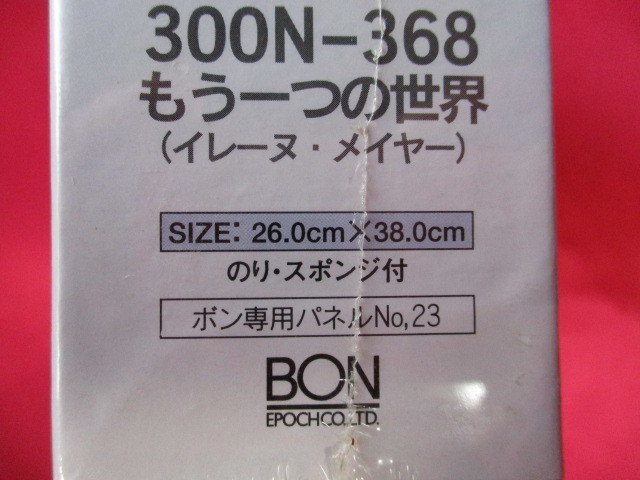 300N-368
もう一つの世界
(イレーヌ・メイヤー)
SIZE: 26.0cm×38.0cm
のり・スポンジ付
ボン専用パネルNo,23
BON
EPOCH CO., LTD.